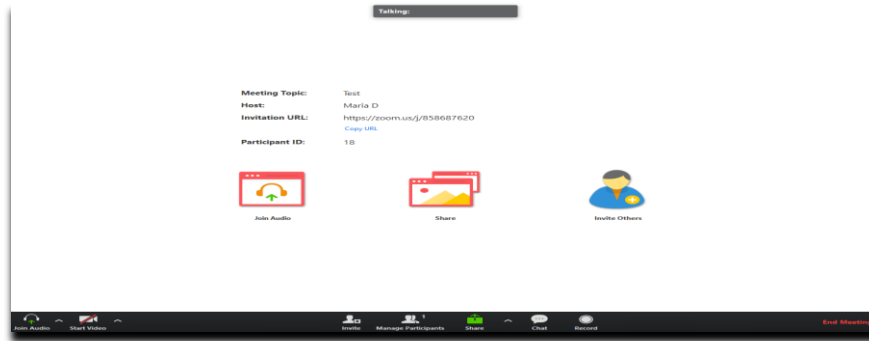 Talking:
Meeting Topic: Test
Host: Maria D
Invitation URL: https://zoom.us/j/858687620
Copy URL
Participant ID: 18
Join Audio Share Invite Others
Join Audio Start Video Invite Manage Participants 1 Share Chat Record End Meeting